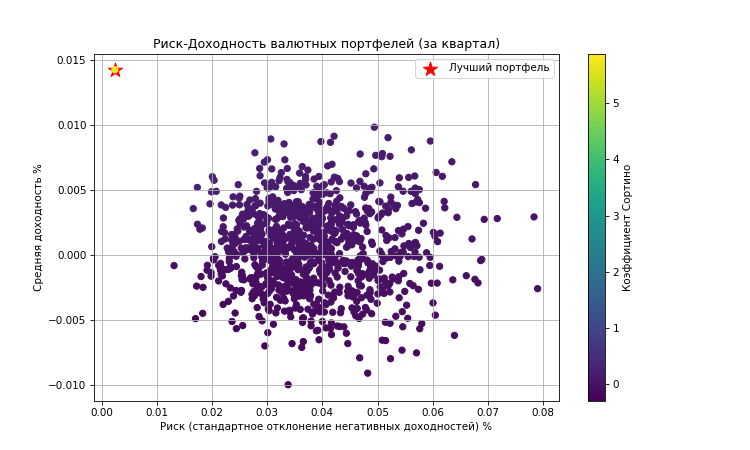 Риск-Доходность валютных портфелей (за квартал)
Лучший портфель
0.015
0.010
0.005
0.000
−0.005
−0.010
Средняя доходность %
0.00 0.01 0.02 0.03 0.04 0.05 0.06 0.07 0.08
Риск (стандартное отклонение негативных доходностей) %
5
4
3
2
1
0
Коэффициент Сортино